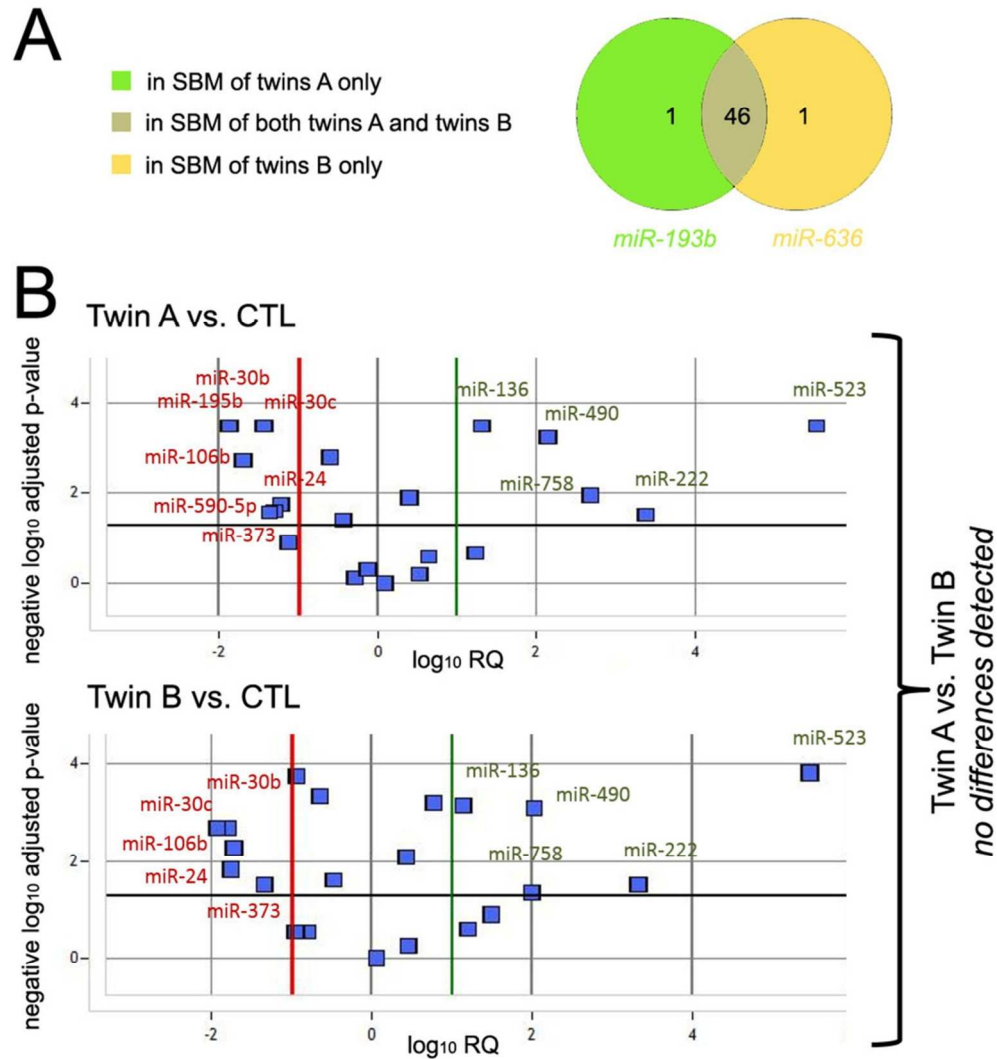 A
in SBM of twins A only
in SBM of both twins A and twins B
in SBM of twins B only
1 46 1
miR-193b miR-636
B
Twin A vs. CTL
negative log10 adjusted p-value
4
2
0
miR-30b
miR-195b miR-30c
miR-106b
miR-24
miR-590-5p
miR-373
miR-136
miR-490
miR-523
miR-758
miR-222
-2 0 2 4
log10 RQ
Twin B vs. CTL
negative log10 adjusted p-value
4
2
0
miR-30b
miR-30c
miR-106b
miR-24
miR-373
miR-136
miR-490
miR-523
miR-758
miR-222
-2 0 2 4
log10 RQ
Twin A vs. Twin B
no differences detected